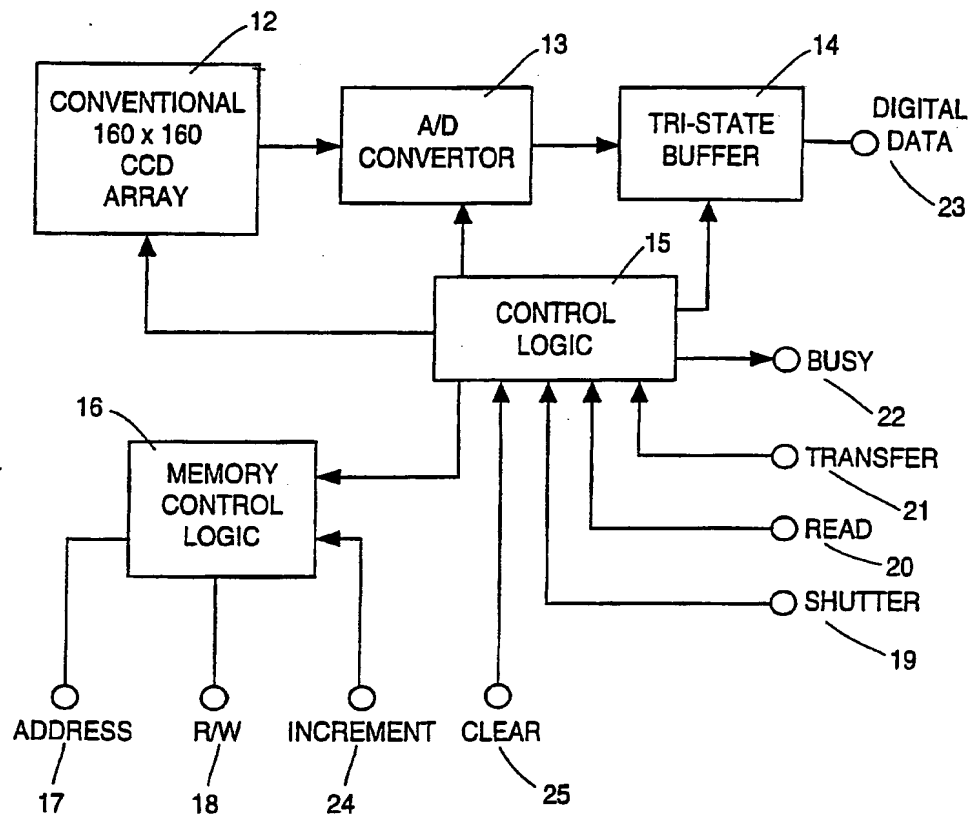 12
13
14
CONVENTIONAL
160 x 160
CCD
ARRAY
A/D
CONVERTOR
TRI-STATE
BUFFER
DIGITAL
DATA
23
15
CONTROL
LOGIC
BUSY
22
16
MEMORY
CONTROL
LOGIC
TRANSFER
21
READ
20
SHUTTER
19
ADDRESS
R/W
INCREMENT
CLEAR
17
18
24
25